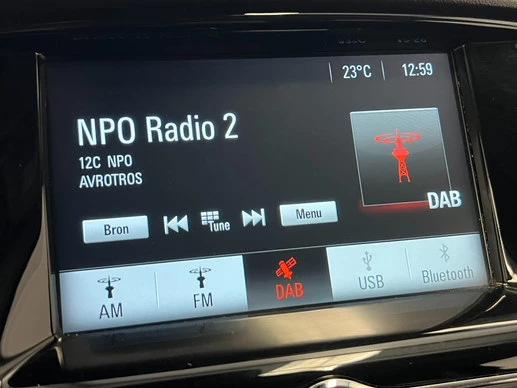 23°C 12:59
NPO Radio 2
12C NPO
AVROTROS
DAB
Bron Tune Menu
AM FM DAB USB Bluetooth